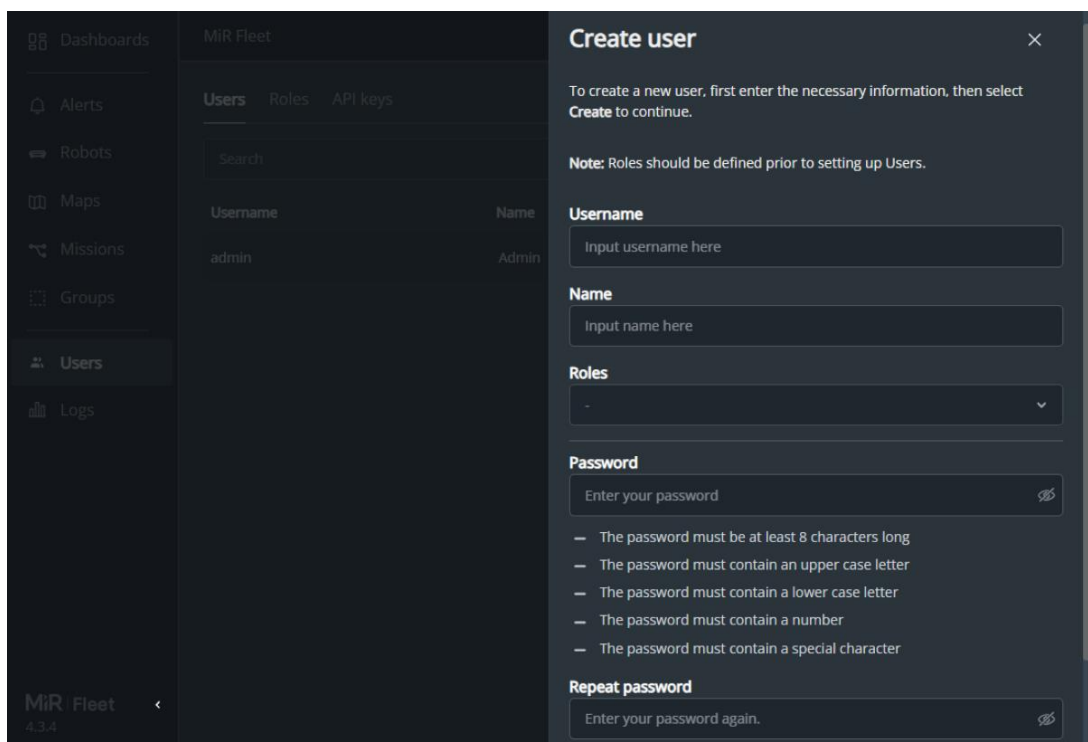 Dashboards
Alerts
Robots
Maps
Missions
Groups
Users
Logs
MiR Fleet
4.3.4
MiR Fleet
Users Roles API keys
Search
Username Name
admin Admin
Create user
To create a new user, first enter the necessary information, then select
Create to continue.
Note: Roles should be defined prior to setting up Users.
Username
Input username here
Name
Input name here
Roles
-
Password
Enter your password
The password must be at least 8 characters long
The password must contain an upper case letter
The password must contain a lower case letter
The password must contain a number
The password must contain a special character
Repeat password
Enter your password again.